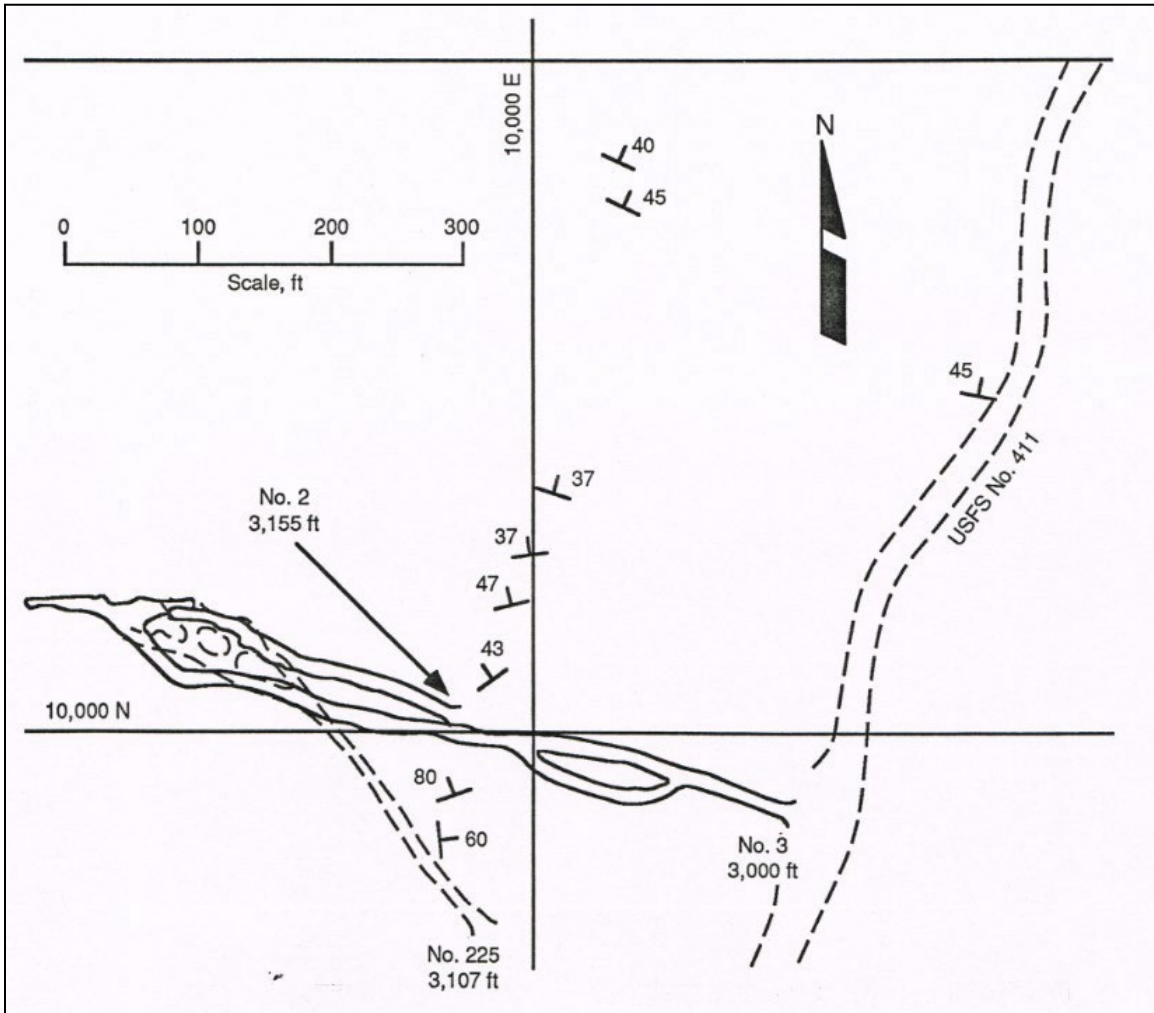 10,000 E
N
40
45
0 100 200 300
Scale, ft
45
USFS No. 411
37
No. 2
3,155 ft
37
47
43
10,000 N
80
60
No. 3
3,000 ft
No. 225
3,107 ft